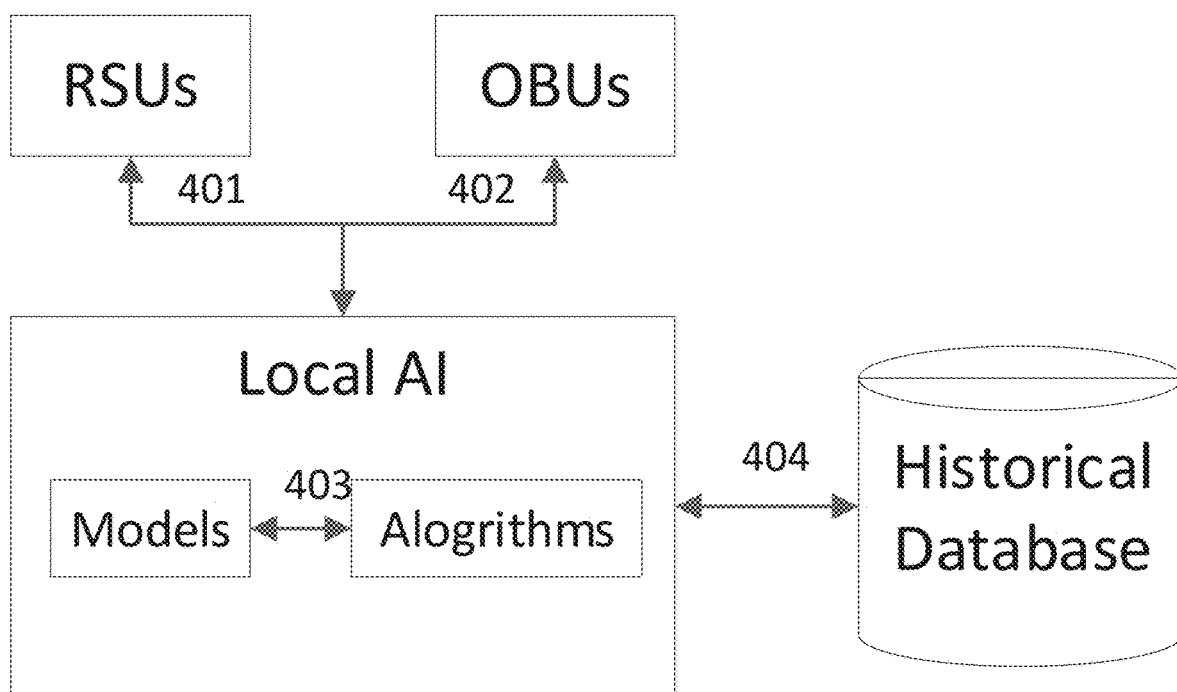 RSUs
OBUs
401
402
Local AI
403
Models
Alogrithms
404
Historical
Database